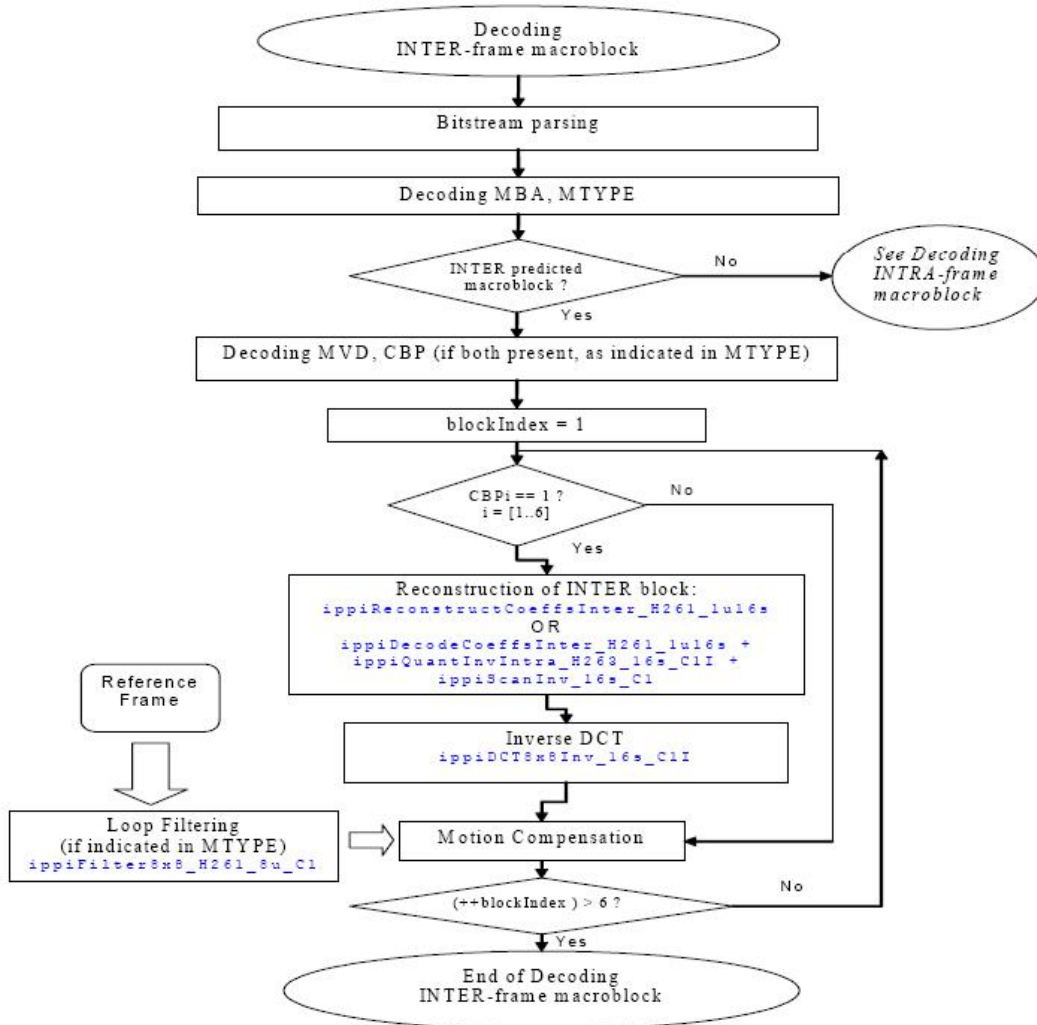 Decoding
INTER-frame macroblock
Bitstream parsing
Decoding MBA, MTYPE
INTER predicted
macroblock ?
No
See Decoding
INTRA-frame
macroblock
Yes
Decoding MVD, CBP (if both present, as indicated in MTYPE)
blockIndex = 1
CBPi == 1 ?
i = [1..6]
No
Yes
Reconstruction of INTER block:
ippiReconstructCoeffsInter_H261_1u16s
OR
ippiDecodeCoeffsInter_H261_1u16s +
ippiQuantInvIntra_H263_16s_C1I +
ippiScanInv_16s_C1
Reference
Frame
Inverse DCT
ippiDCT8x8Inv_16s_C1I
Loop Filtering
(if indicated in MTYPE)
ippiFilter8x8_H261_8u_C1
Motion Compensation
(++blockIndex ) > 6 ?
No
Yes
End of Decoding
INTER-frame macroblock